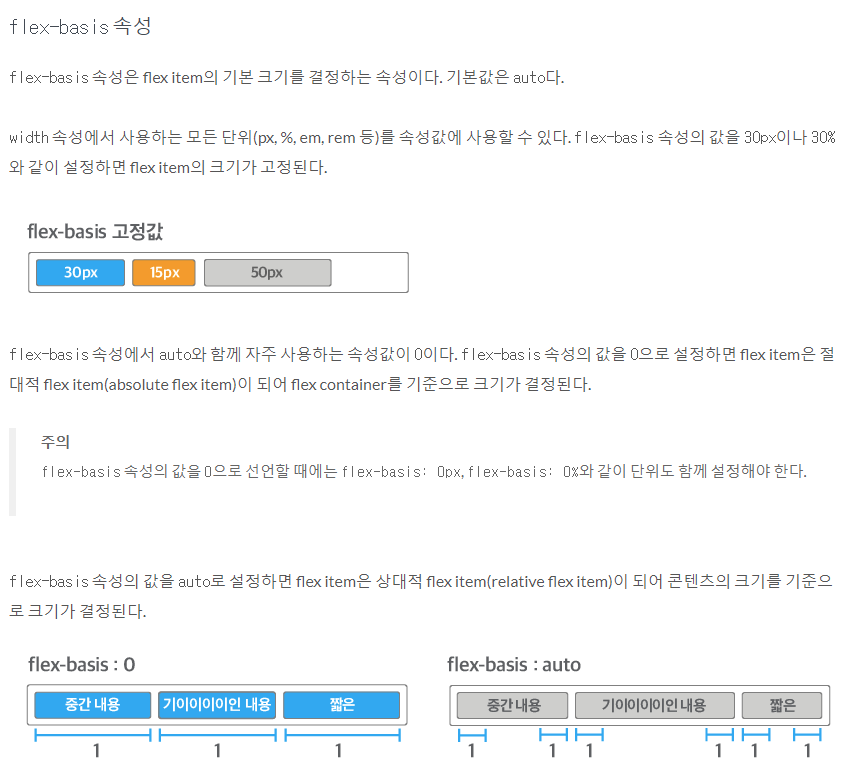 flex-basis 속성
flex-basis 속성은 flex item의 기본 크기를 결정하는 속성이다. 기본값은 auto다.
width 속성에서 사용하는 모든 단위(px, %, em, rem 등)를 속성값에 사용할 수 있다. flex-basis 속성의 값을 30px이나 30%
와 같이 설정하면 flex item의 크기가 고정된다.
flex-basis 고정값
30px 15px 50px
flex-basis 속성에서 auto와 함께 자주 사용하는 속성값이 0이다. flex-basis 속성의 값을 0으로 설정하면 flex item은 절
대적 flex item(absolute flex item)이 되어 flex container를 기준으로 크기가 결정된다.
주의
flex-basis 속성의 값을 0으로 선언할 때에는 flex-basis: 0px, flex-basis: 0%와 같이 단위도 함께 설정해야 한다.
flex-basis 속성의 값을 auto로 설정하면 flex item은 상대적 flex item(relative flex item)이 되어 콘텐츠의 크기를 기준으
로 크기가 결정된다.
flex-basis : 0
중간 내용 기이이이이인 내용 짧은
1 1 1
flex-basis : auto
중간 내용 기이이이이인 내용 짧은
1 1 1 1 1 1